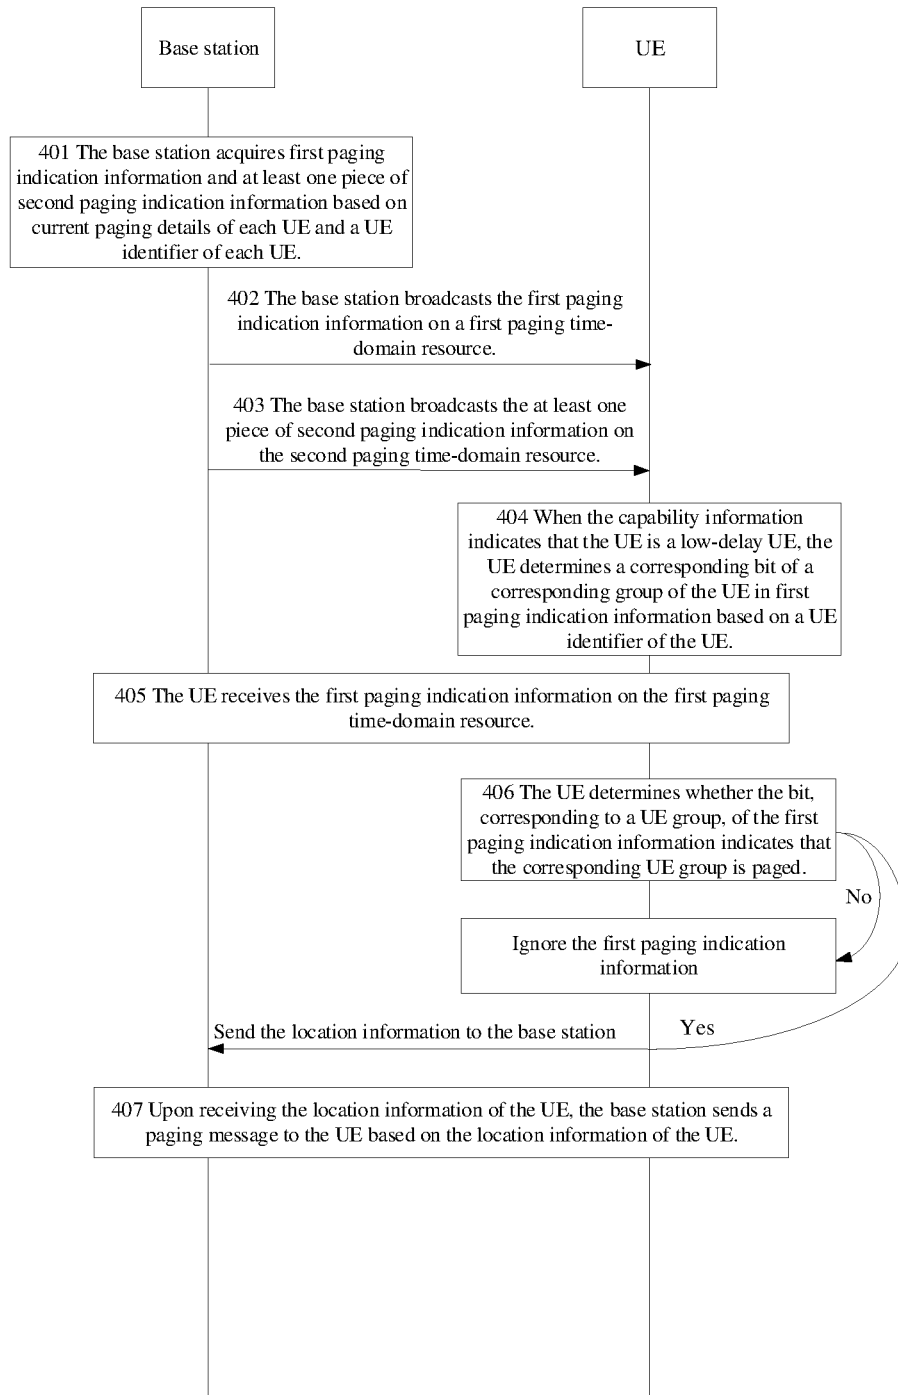 Base station
UE
401 The base station acquires first paging
indication information and at least one piece of
second paging indication information based on
current paging details of each UE and a UE
identifier of each UE.
402 The base station broadcasts the first paging
indication information on a first paging time-
domain resource.
403 The base station broadcasts the at least one
piece of second paging indication information on
the second paging time-domain resource.
404 When the capability information
indicates that the UE is a low-delay UE, the
UE determines a corresponding bit of a
corresponding group of the UE in first
paging indication information based on a UE
identifier of the UE.
405 The UE receives the first paging indication information on the first paging
time-domain resource.
406 The UE determines whether the bit,
corresponding to a UE group, of the first
paging indication information indicates that
the corresponding UE group is paged.
No
Ignore the first paging indication
information
Send the location information to the base station
Yes
407 Upon receiving the location information of the UE, the base station sends a
paging message to the UE based on the location information of the UE.